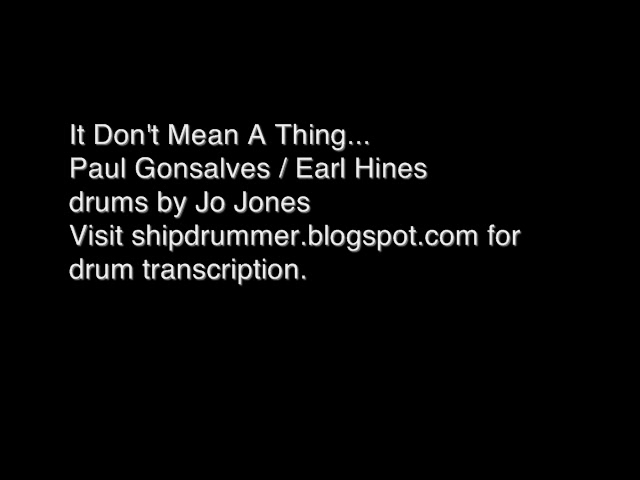 It Don't Mean A Thing...
Paul Gonsalves / Earl Hines
drums by Jo Jones
Visit shipdrummer.blogspot.com for
drum transcription.